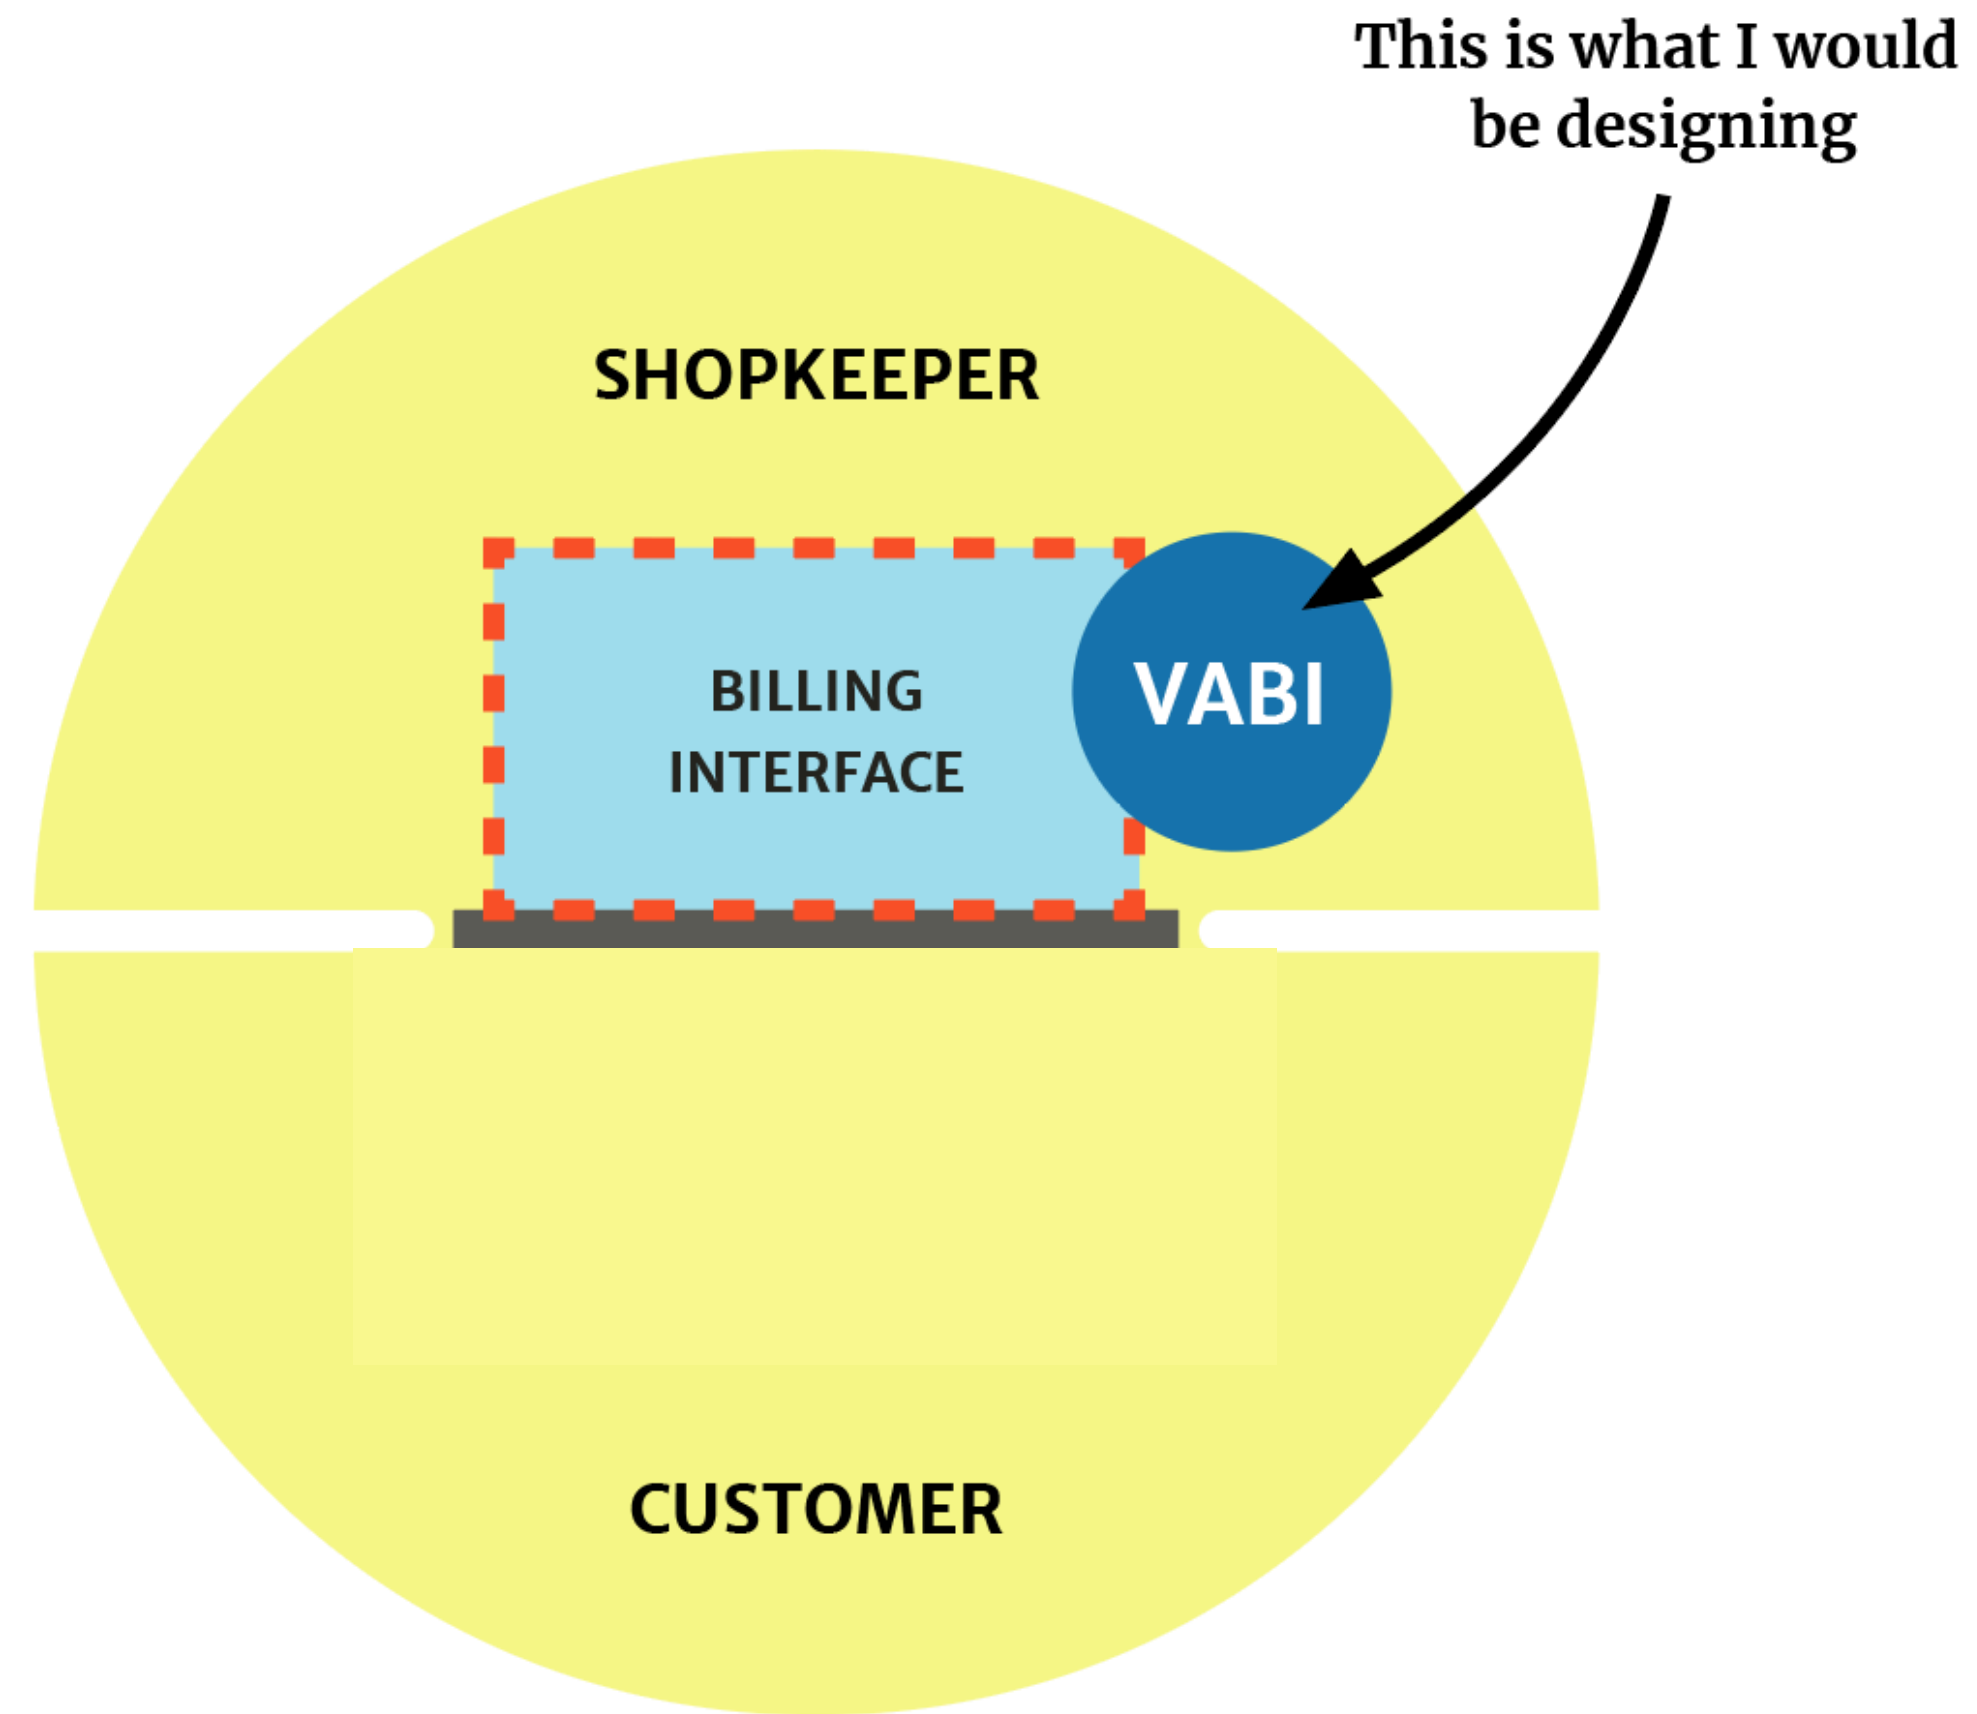 This is what I would
be designing
SHOPKEEPER
BILLING
INTERFACE
VABI
CUSTOMER